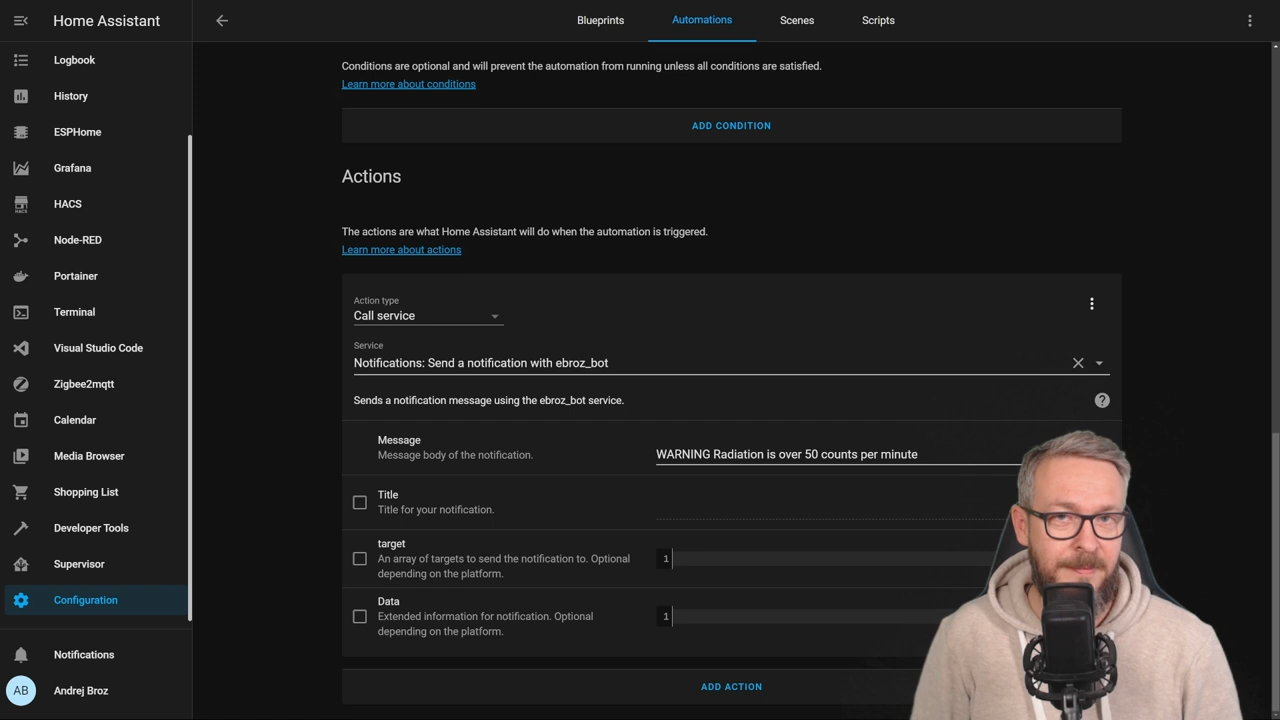 Home Assistant
Blueprints
Automations
Scenes
Scripts
Logbook
History
ESPHome
Grafana
HACS
HACS
Node-RED
Portainer
Terminal
Visual Studio Code
Zigbee2mqtt
Calendar
Media Browser
Shopping List
Developer Tools
Supervisor
Configuration
Notifications
AB
Andrej Broz
Conditions are optional and will prevent the automation from running unless all conditions are satisfied.
Learn more about conditions
ADD CONDITION
Actions
The actions are what Home Assistant will do when the automation is triggered.
Learn more about actions
Action type
Call service
Service
Notifications: Send a notification with ebroz_bot
Sends a notification message using the ebroz_bot service.
Message
Message body of the notification.
WARNING Radiation is over 50 counts per minute
Title
Title for your notification.
target
An array of targets to send the notification to. Optional
depending on the platform.
1
Data
Extended information for notification. Optional
depending on the platform.
1
ADD ACTION